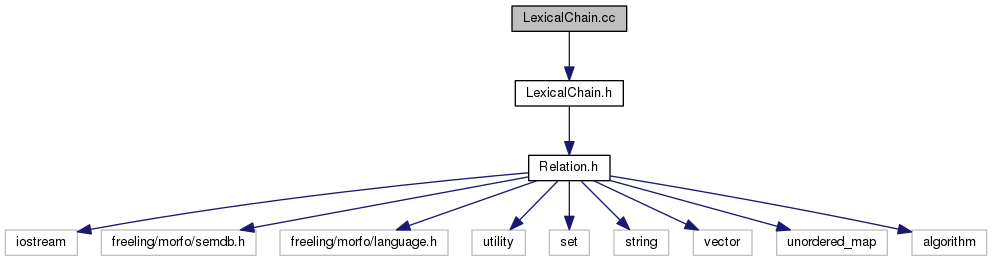 LexicalChain.cc
LexicalChain.h
Relation.h
iostream
freeling/morfo/semdb.h
freeling/morfo/language.h
utility
set
string
vector
unordered_map
algorithm